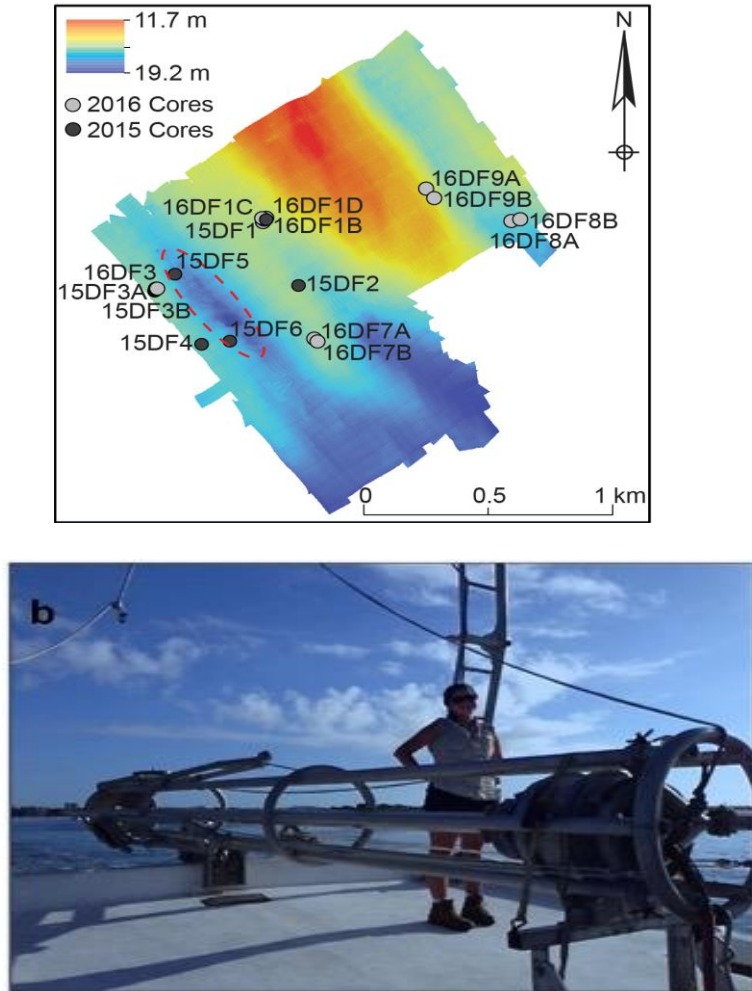 11.7 m
19.2 m
N
2016 Cores
2015 Cores
16DF9A
16DF9B
16DF1C
16DF1D
15DF1
16DF1B
16DF8B
16DF8A
16DF3
15DF5
15DF2
15DF3A
15DF3B
15DF6
16DF7A
15DF4
16DF7B
0
0.5
1 km
b